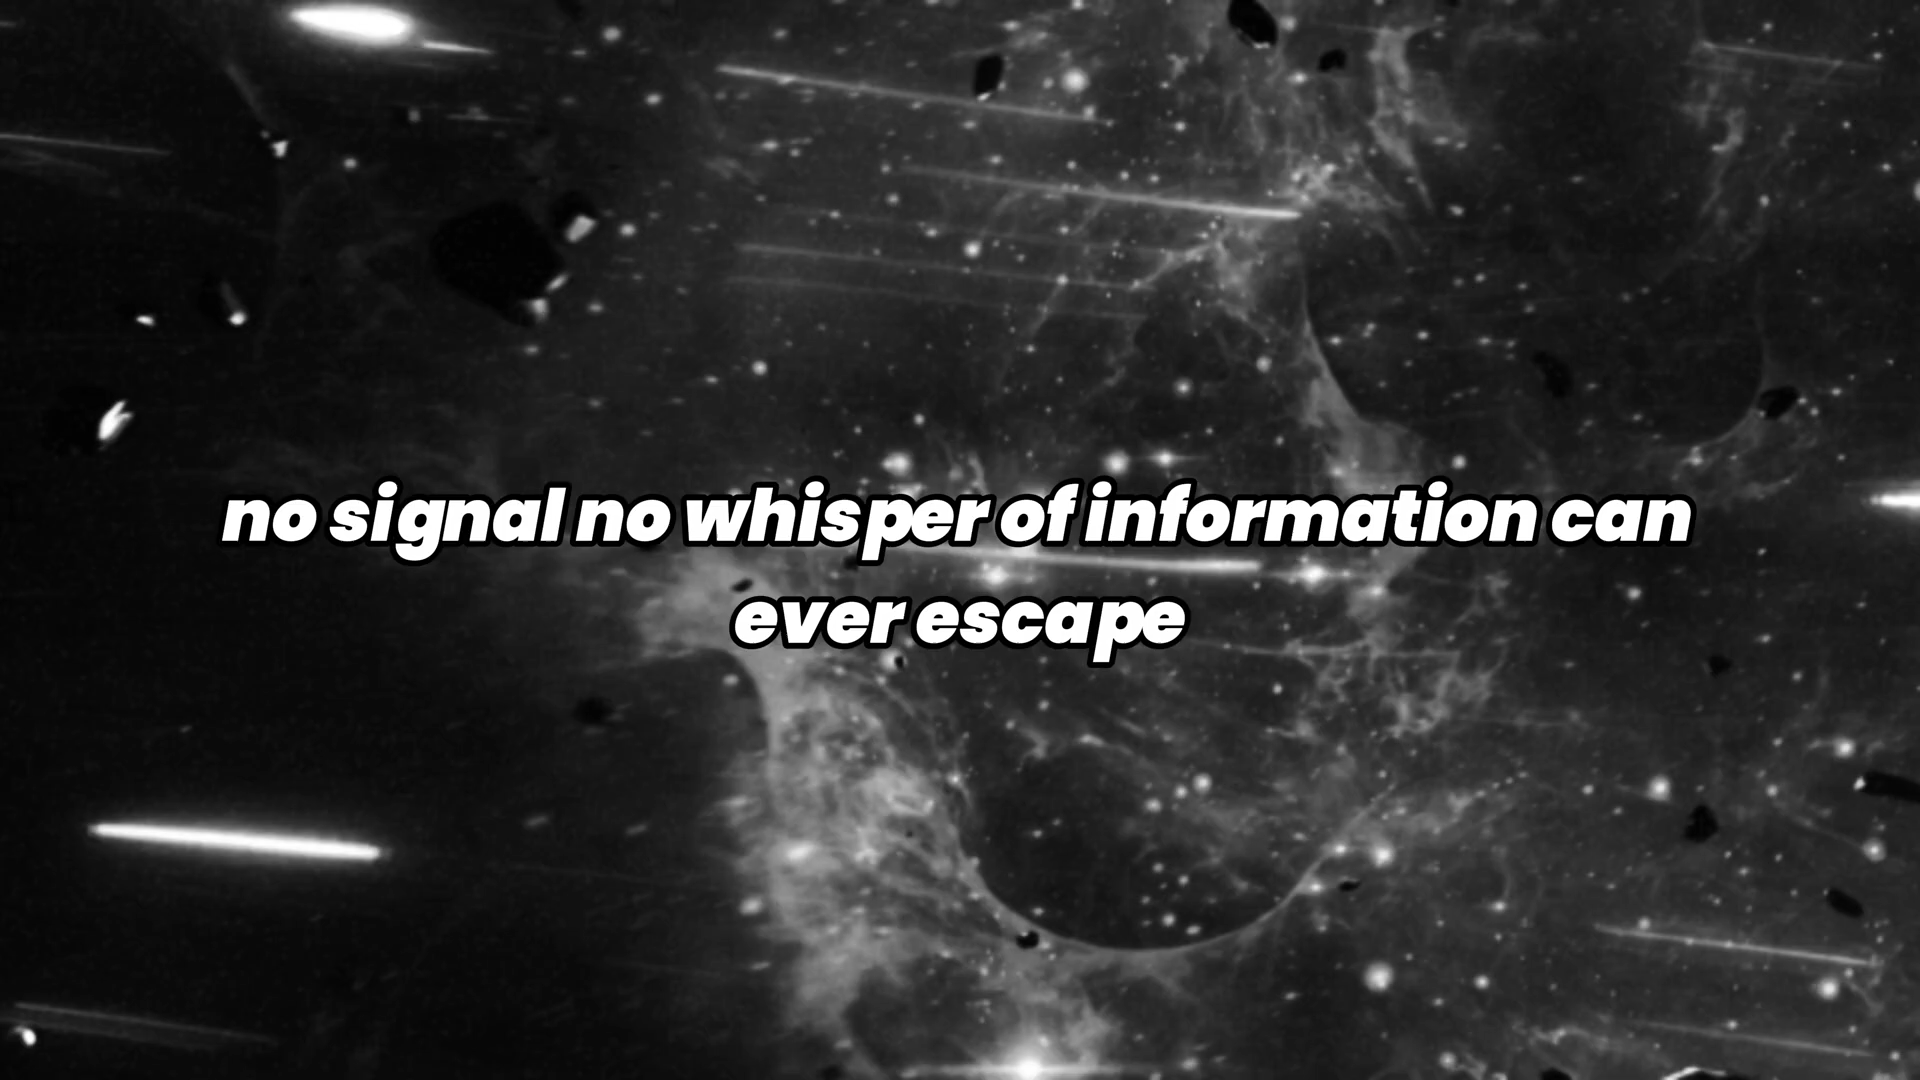 no signal no whisper of information can
ever escape